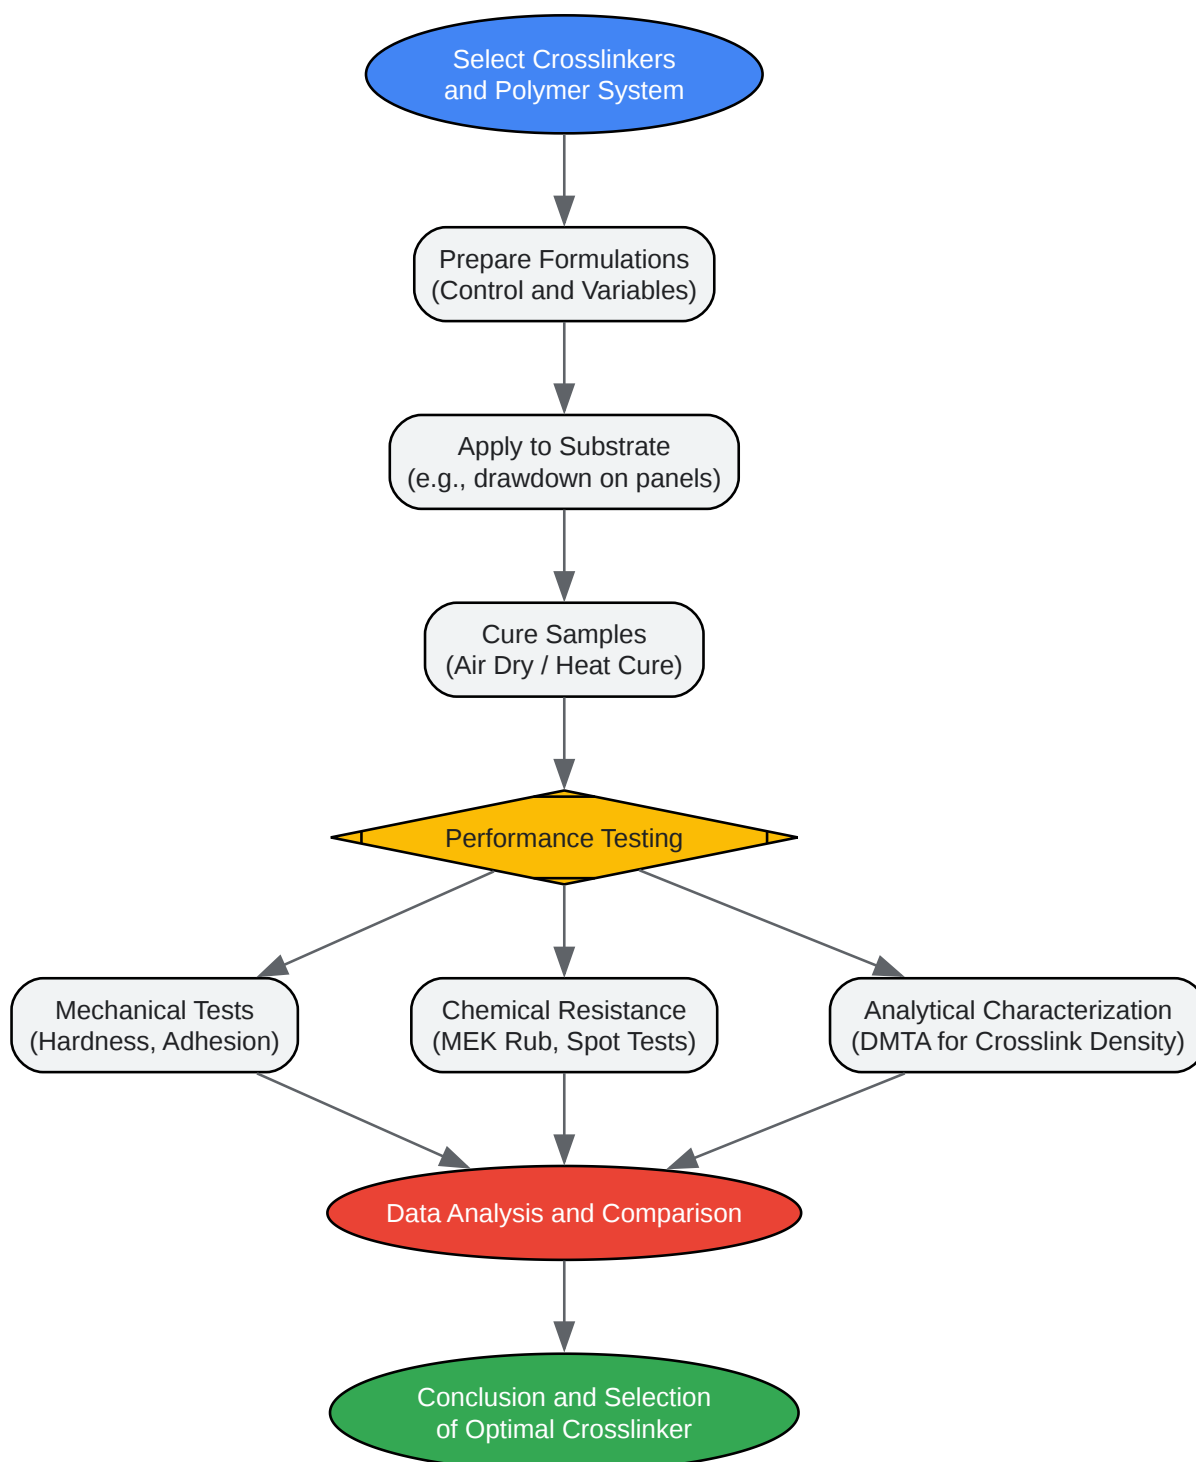 Select Crosslinkers
and Polymer System
Prepare Formulations
(Control and Variables)
Apply to Substrate
(e.g., drawdown on panels)
Cure Samples
(Air Dry / Heat Cure)
Performance Testing
Mechanical Tests
(Hardness, Adhesion)
Chemical Resistance
(MEK Rub, Spot Tests)
Analytical Characterization
(DMTA for Crosslink Density)
Data Analysis and Comparison
Conclusion and Selection
of Optimal Crosslinker